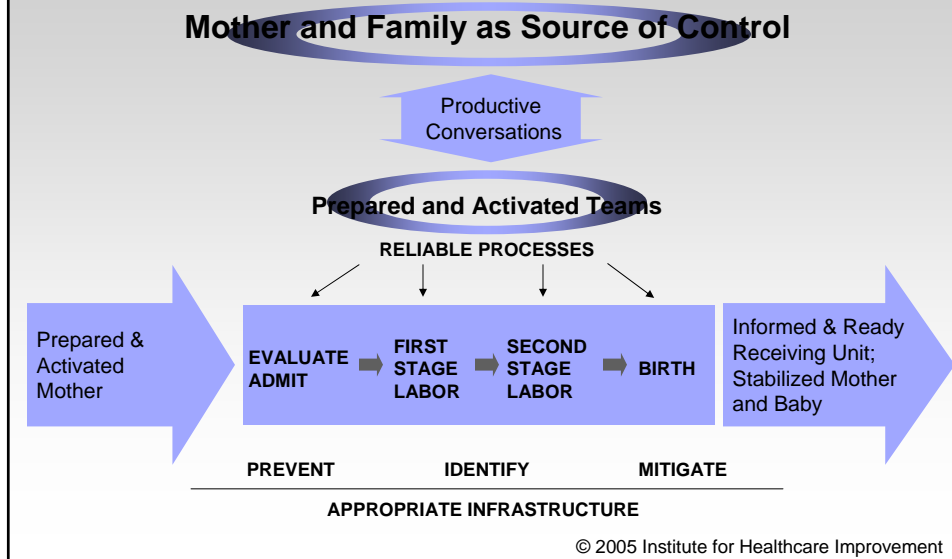 Mother and Family as Source of Control
Productive
Conversations
Prepared and Activated Teams
RELIABLE PROCESSES
Prepared &
Activated
Mother
EVALUATE
ADMIT
FIRST
STAGE
LABOR
SECOND
STAGE
LABOR
BIRTH
Informed & Ready
Receiving Unit;
Stabilized Mother
and Baby
PREVENT IDENTIFY MITIGATE
APPROPRIATE INFRASTRUCTURE
© 2005 Institute for Healthcare Improvement